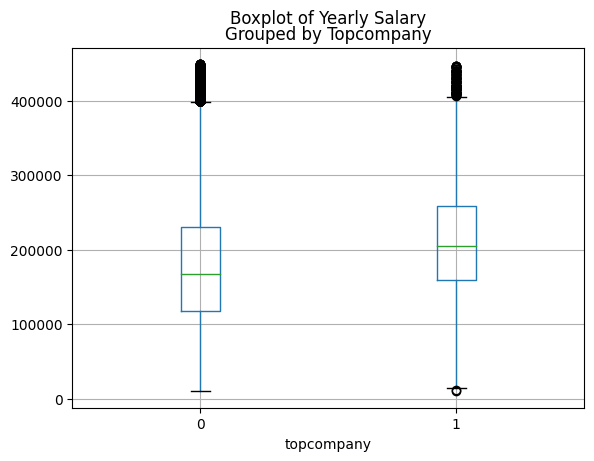 Boxplot of Yearly Salary
Grouped by Topcompany
400000
300000
200000
100000
0
0 1
topcompany